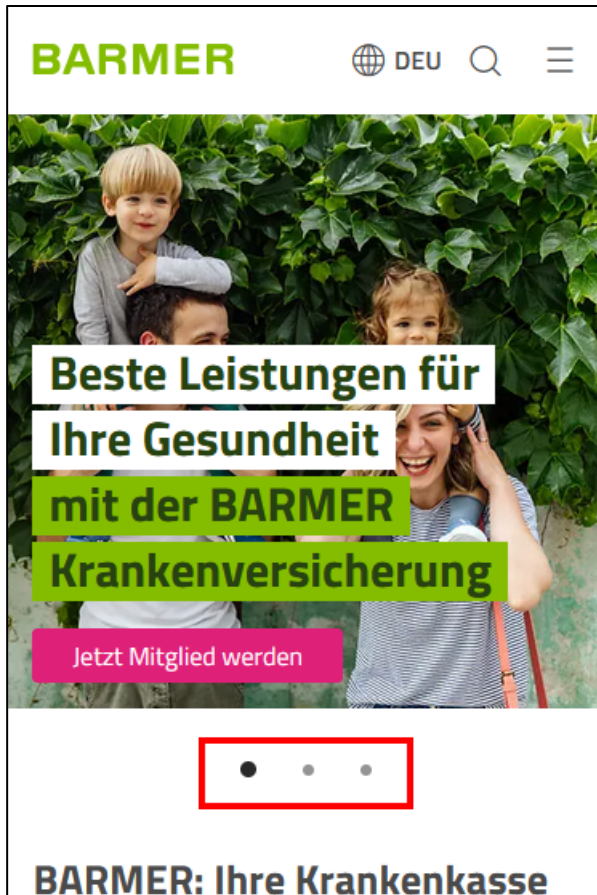 BARMER
DEU
Beste Leistungen für
Ihre Gesundheit
mit der BARMER
Krankenversicherung
Jetzt Mitglied werden
BARMER: Ihre Krankenkasse